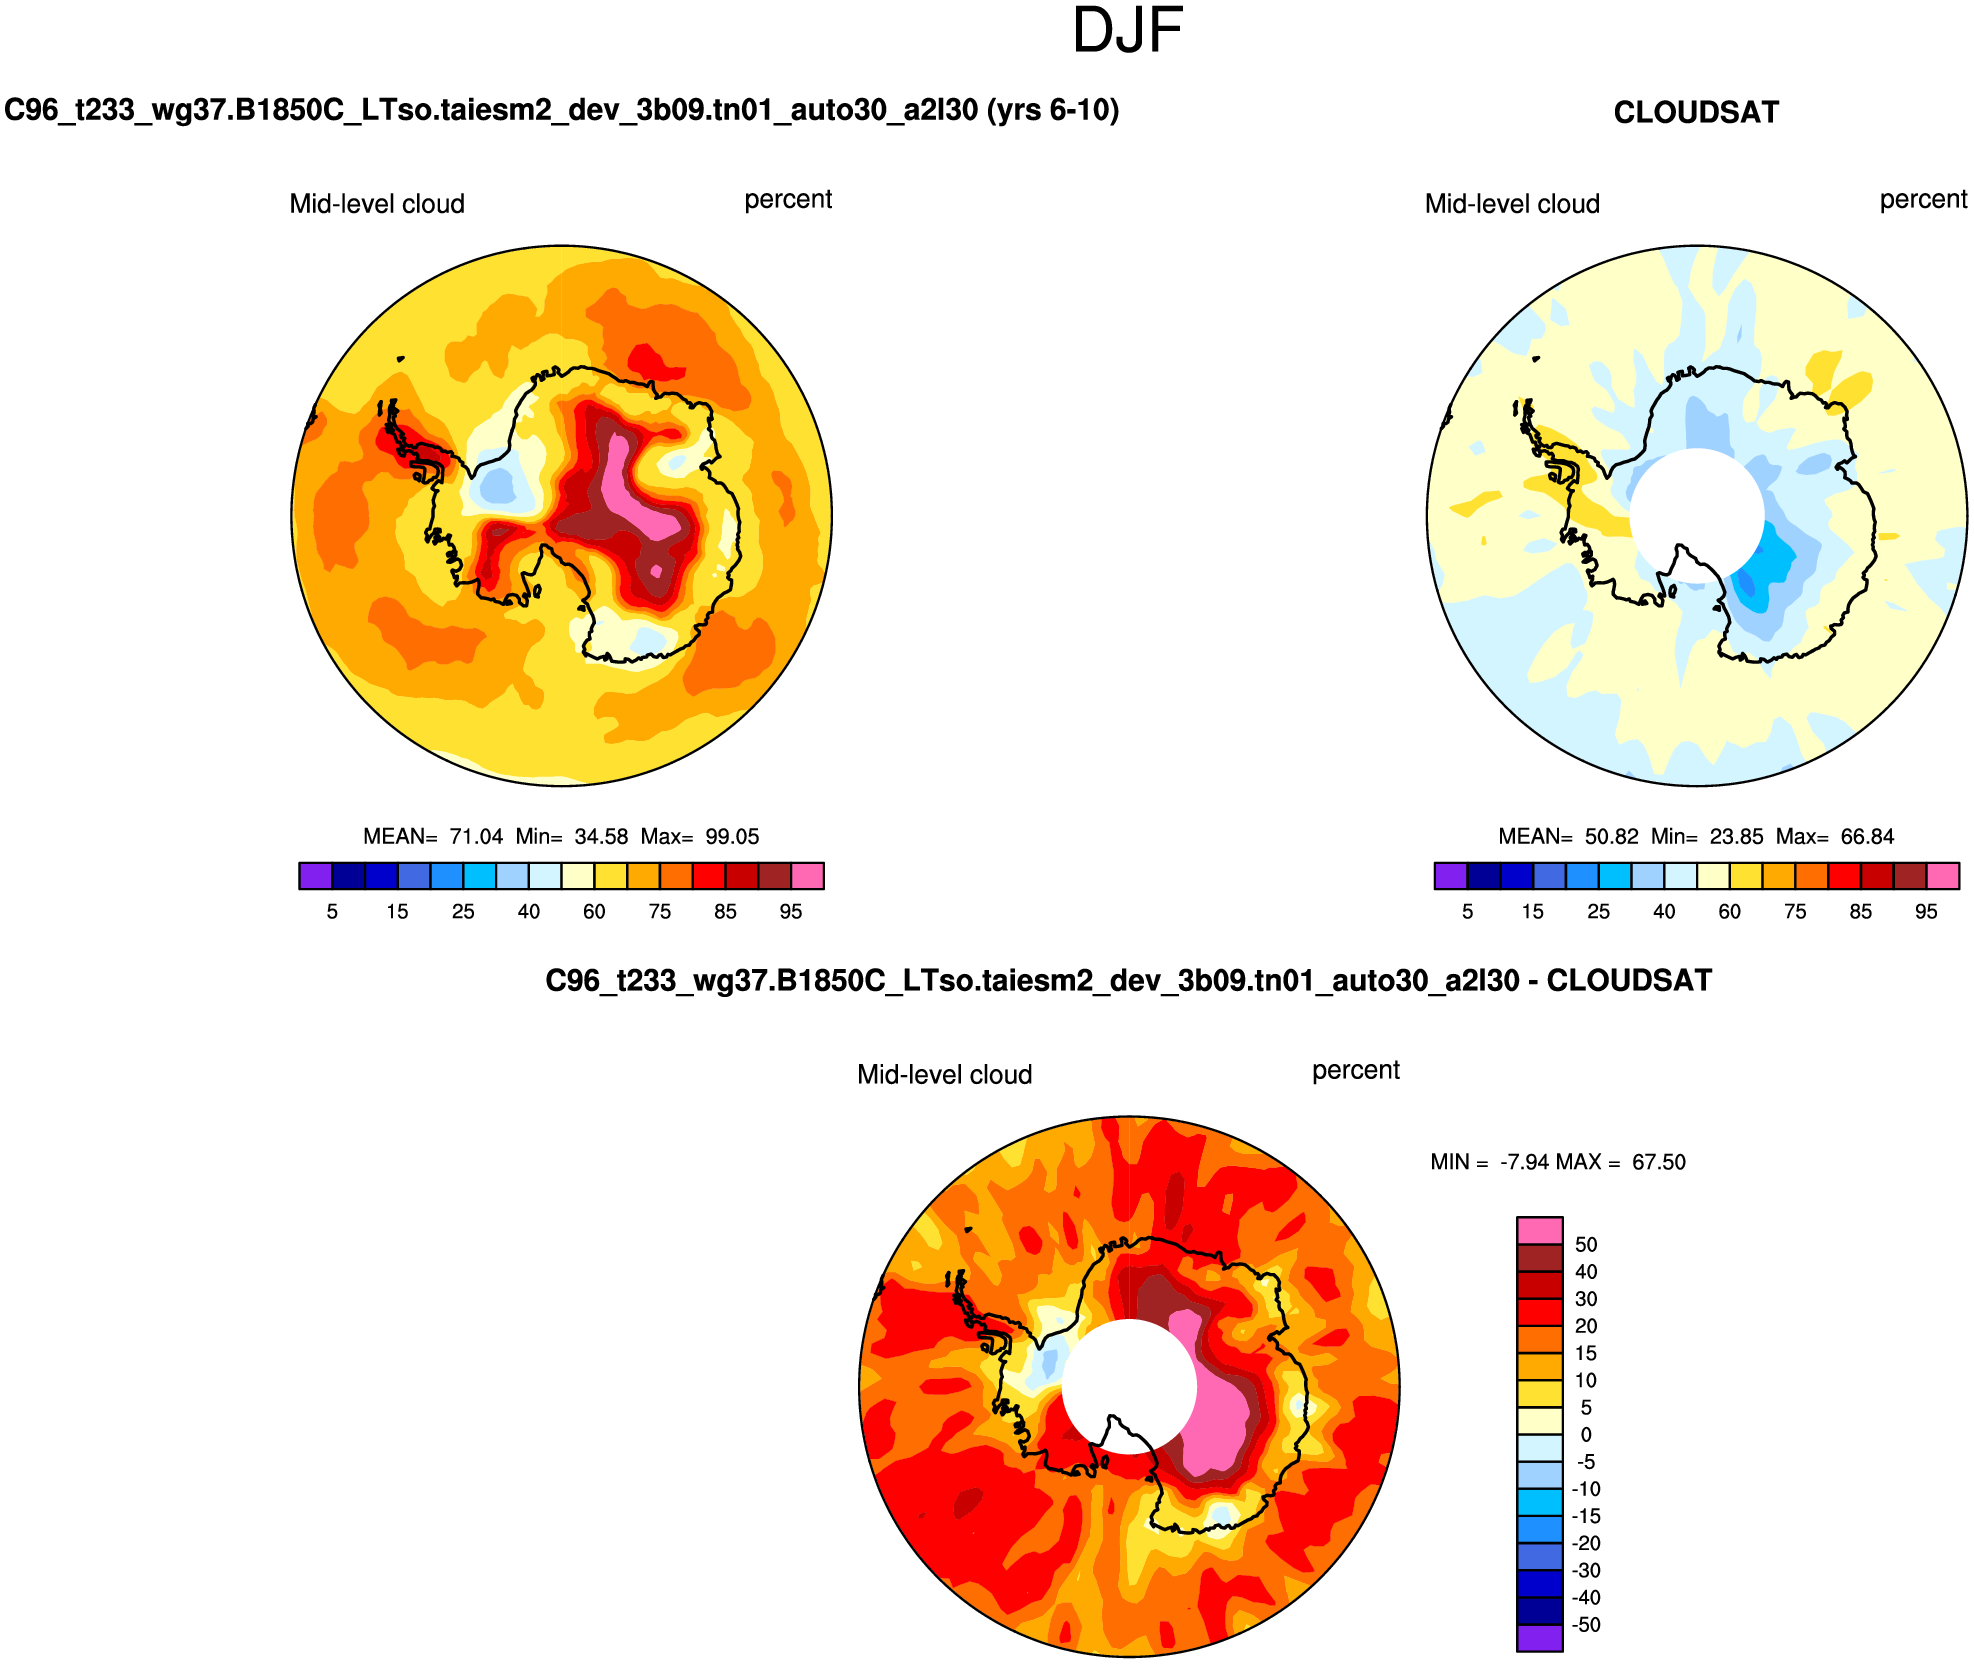 DJF
C96_t233_wg37.B1850C_LTso.taiesm2_dev_3b09.tn01_auto30_a2l30 (yrs 6-10)
CLOUDSAT
Mid-level cloud percent
Mid-level cloud percent
MEAN= 71.04 Min= 34.58 Max= 99.05
5 15 25 40 60 75 85 95
MEAN= 50.82 Min= 23.85 Max= 66.84
5 15 25 40 60 75 85 95
C96_t233_wg37.B1850C_LTso.taiesm2_dev_3b09.tn01_auto30_a2l30 - CLOUDSAT
Mid-level cloud percent
MIN = -7.94 MAX = 67.50
50
40
30
20
15
10
5
0
-5
-10
-15
-20
-30
-40
-50